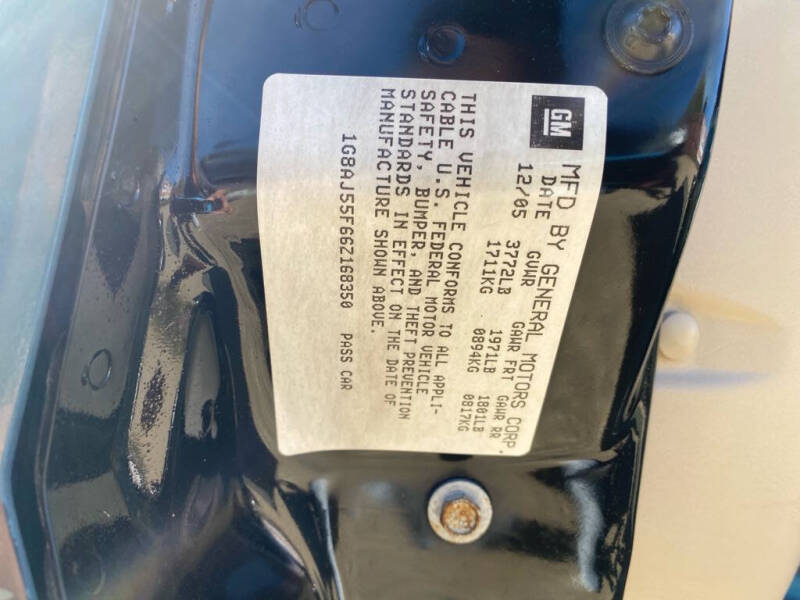 GM
MFD BY GENERAL MOTORS CORP.
DATE GVWR GAWR FRT GAWR RR
12/05 3772LB 1971LB 1801LB
1711KG 0894KG 0817KG
THIS VEHICLE CONFORMS TO ALL APPLI-
CABLE U.S. FEDERAL MOTOR VEHICLE
SAFETY, BUMPER, AND THEFT PREVENTION
STANDARDS IN EFFECT ON THE DATE OF
MANUFACTURE SHOWN ABOVE.
1G8AJ55F66Z168350 PASS CAR